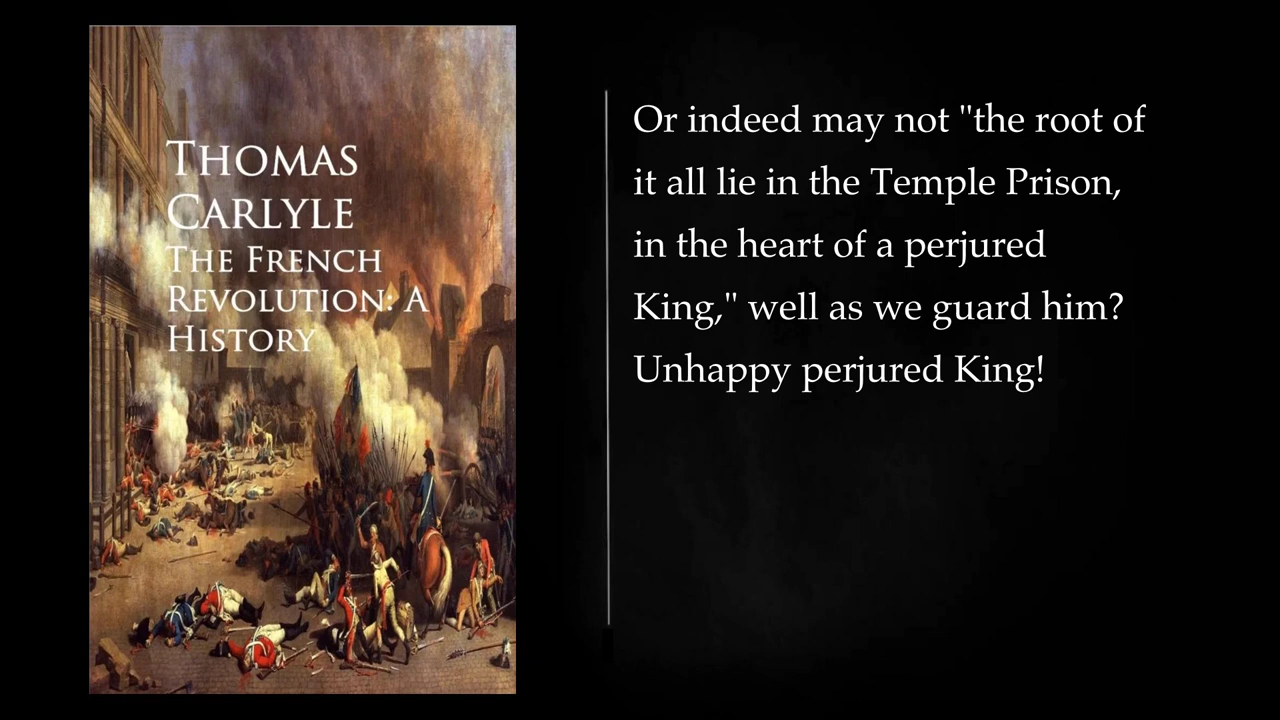 THOMAS
CARLYLE
THE FRENCH
REVOLUTION: A
HISTORY
Or indeed may not "the root of
it all lie in the Temple Prison,
in the heart of a perjured
King," well as we guard him?
Unhappy perjured King!